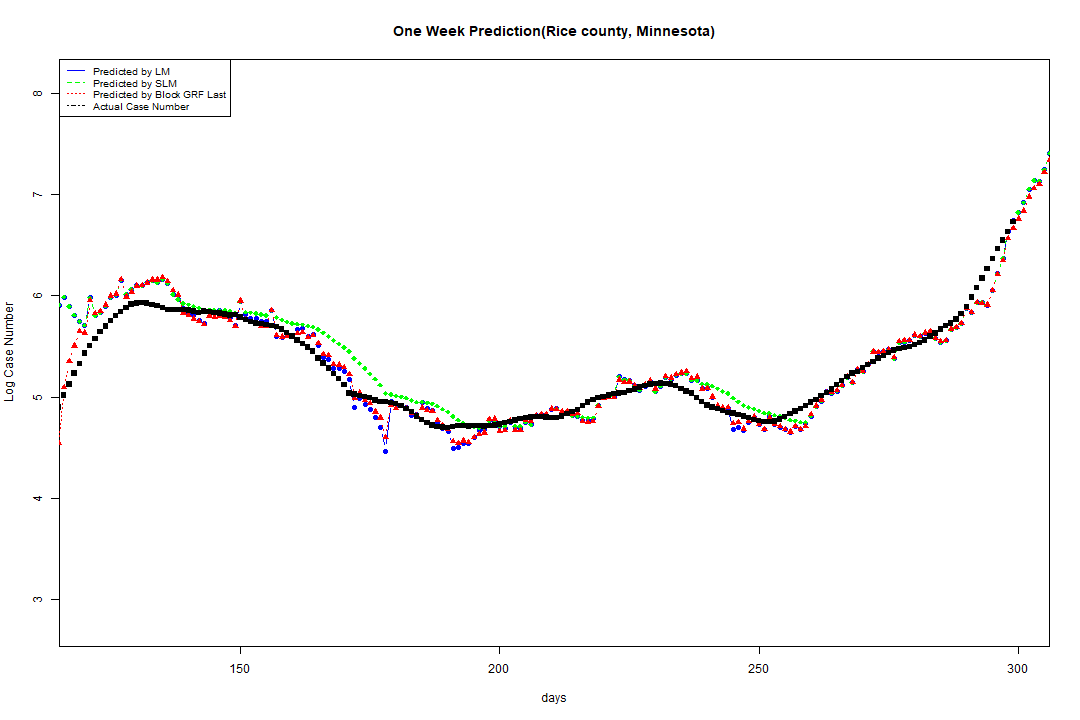 One Week Prediction(Rice county, Minnesota)
Predicted by LM
Predicted by SLM
Predicted by Block GRF Last
Actual Case Number
8
7
6
5
4
3
Log Case Number
150 200 250 300
days